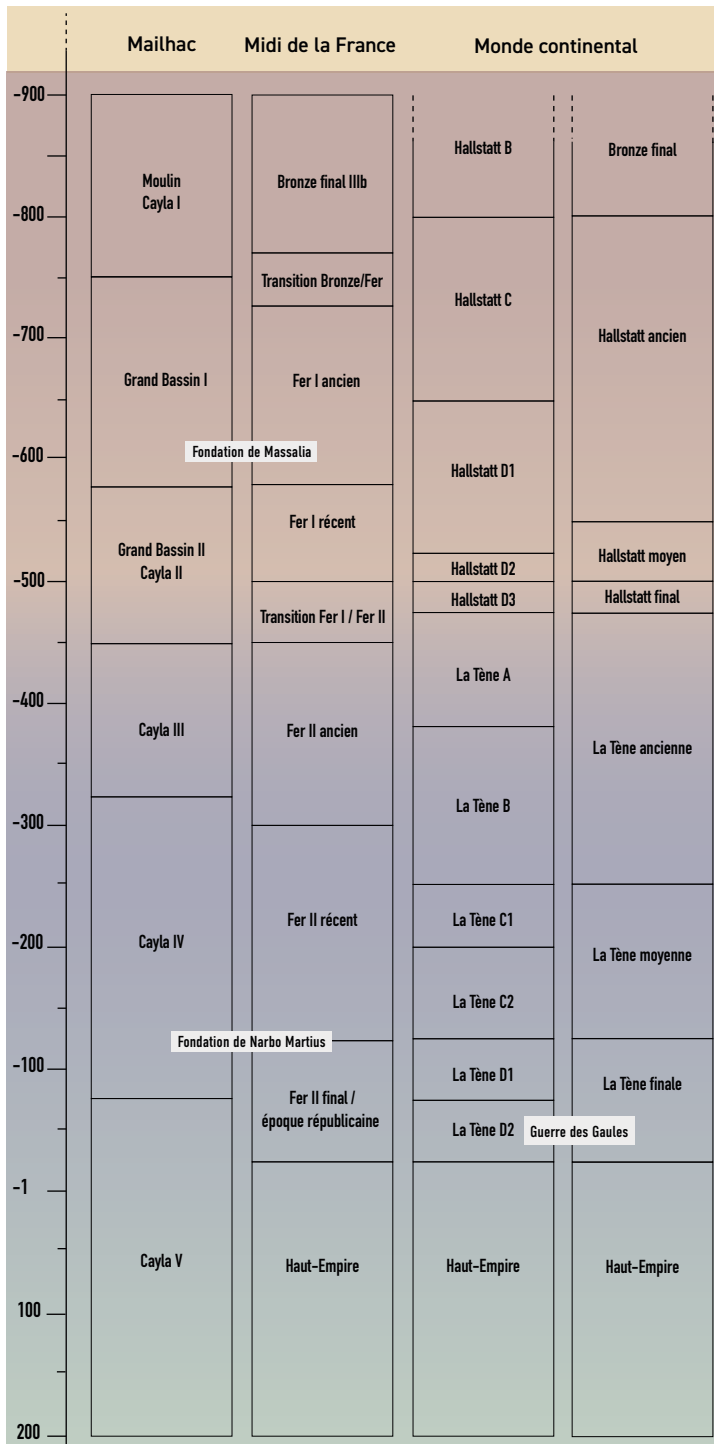 Mailhac
Midi de la France
Monde continental
-900
-800
-700
-600
-500
-400
-300
-200
-100
-1
100
200
Moulin
Cayla I
Grand Bassin I
Grand Bassin II
Cayla II
Cayla III
Cayla IV
Cayla V
Bronze final IIIb
Transition Bronze/Fer
Fer I ancien
Fondation de Massalia
Fer I récent
Transition Fer I / Fer II
Fer II ancien
Fer II récent
Fondation de Narbo Martius
Fer II final /
époque républicaine
Haut-Empire
Hallstatt B
Hallstatt C
Hallstatt D1
Hallstatt D2
Hallstatt D3
La Tène A
La Tène B
La Tène C1
La Tène C2
La Tène D1
La Tène D2
Guerre des Gaules
Haut-Empire
Bronze final
Hallstatt ancien
Hallstatt moyen
Hallstatt final
La Tène ancienne
La Tène moyenne
La Tène finale
Haut-Empire